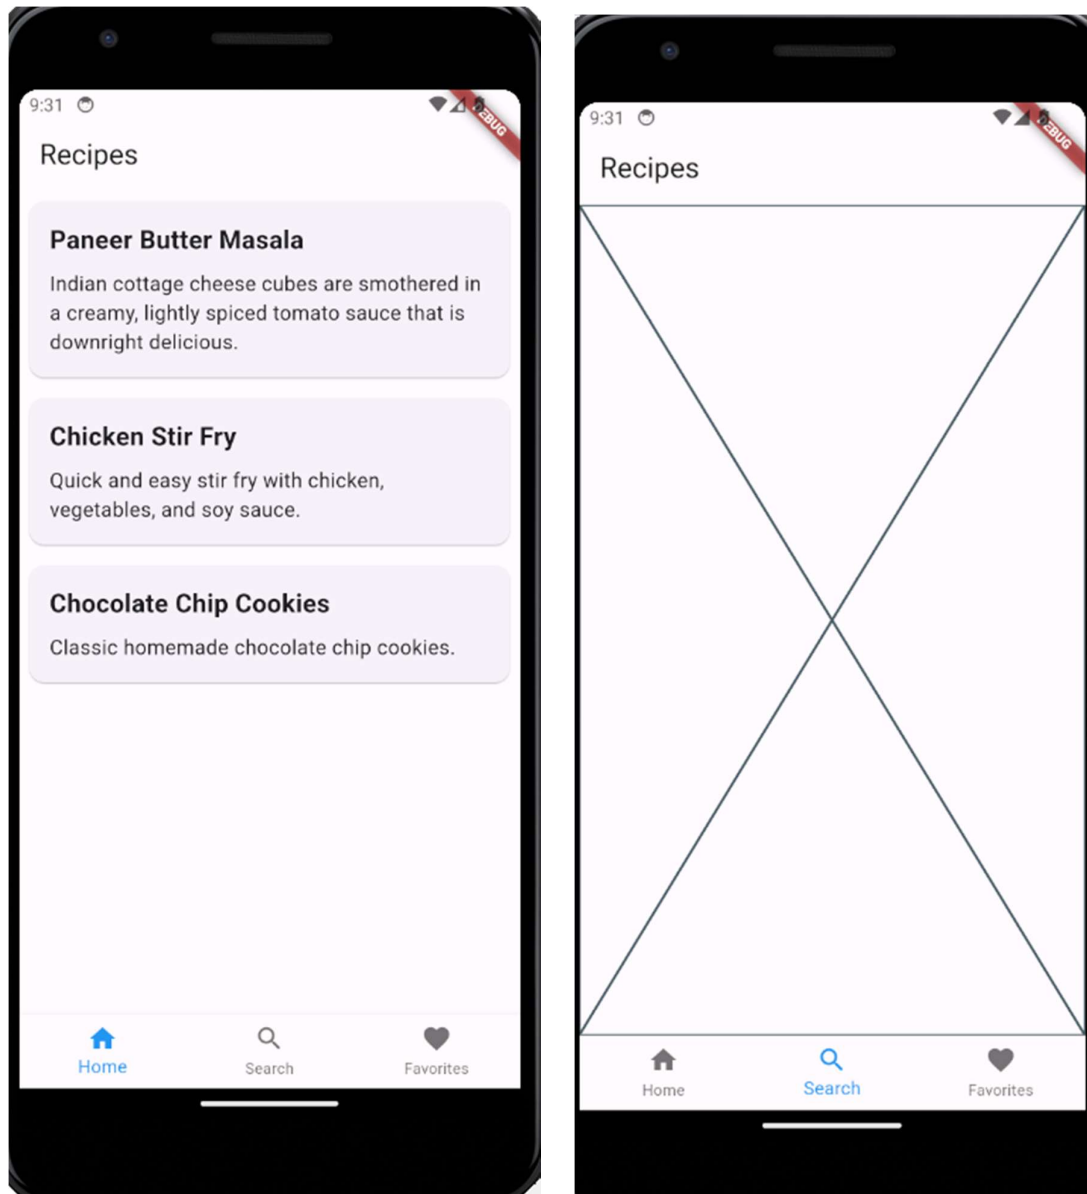 9:31
DEBUG
Recipes
Paneer Butter Masala
Indian cottage cheese cubes are smothered in
a creamy, lightly spiced tomato sauce that is
downright delicious.
Chicken Stir Fry
Quick and easy stir fry with chicken,
vegetables, and soy sauce.
Chocolate Chip Cookies
Classic homemade chocolate chip cookies.
Home
Search
Favorites
9:31
DEBUG
Recipes
Home
Search
Favorites